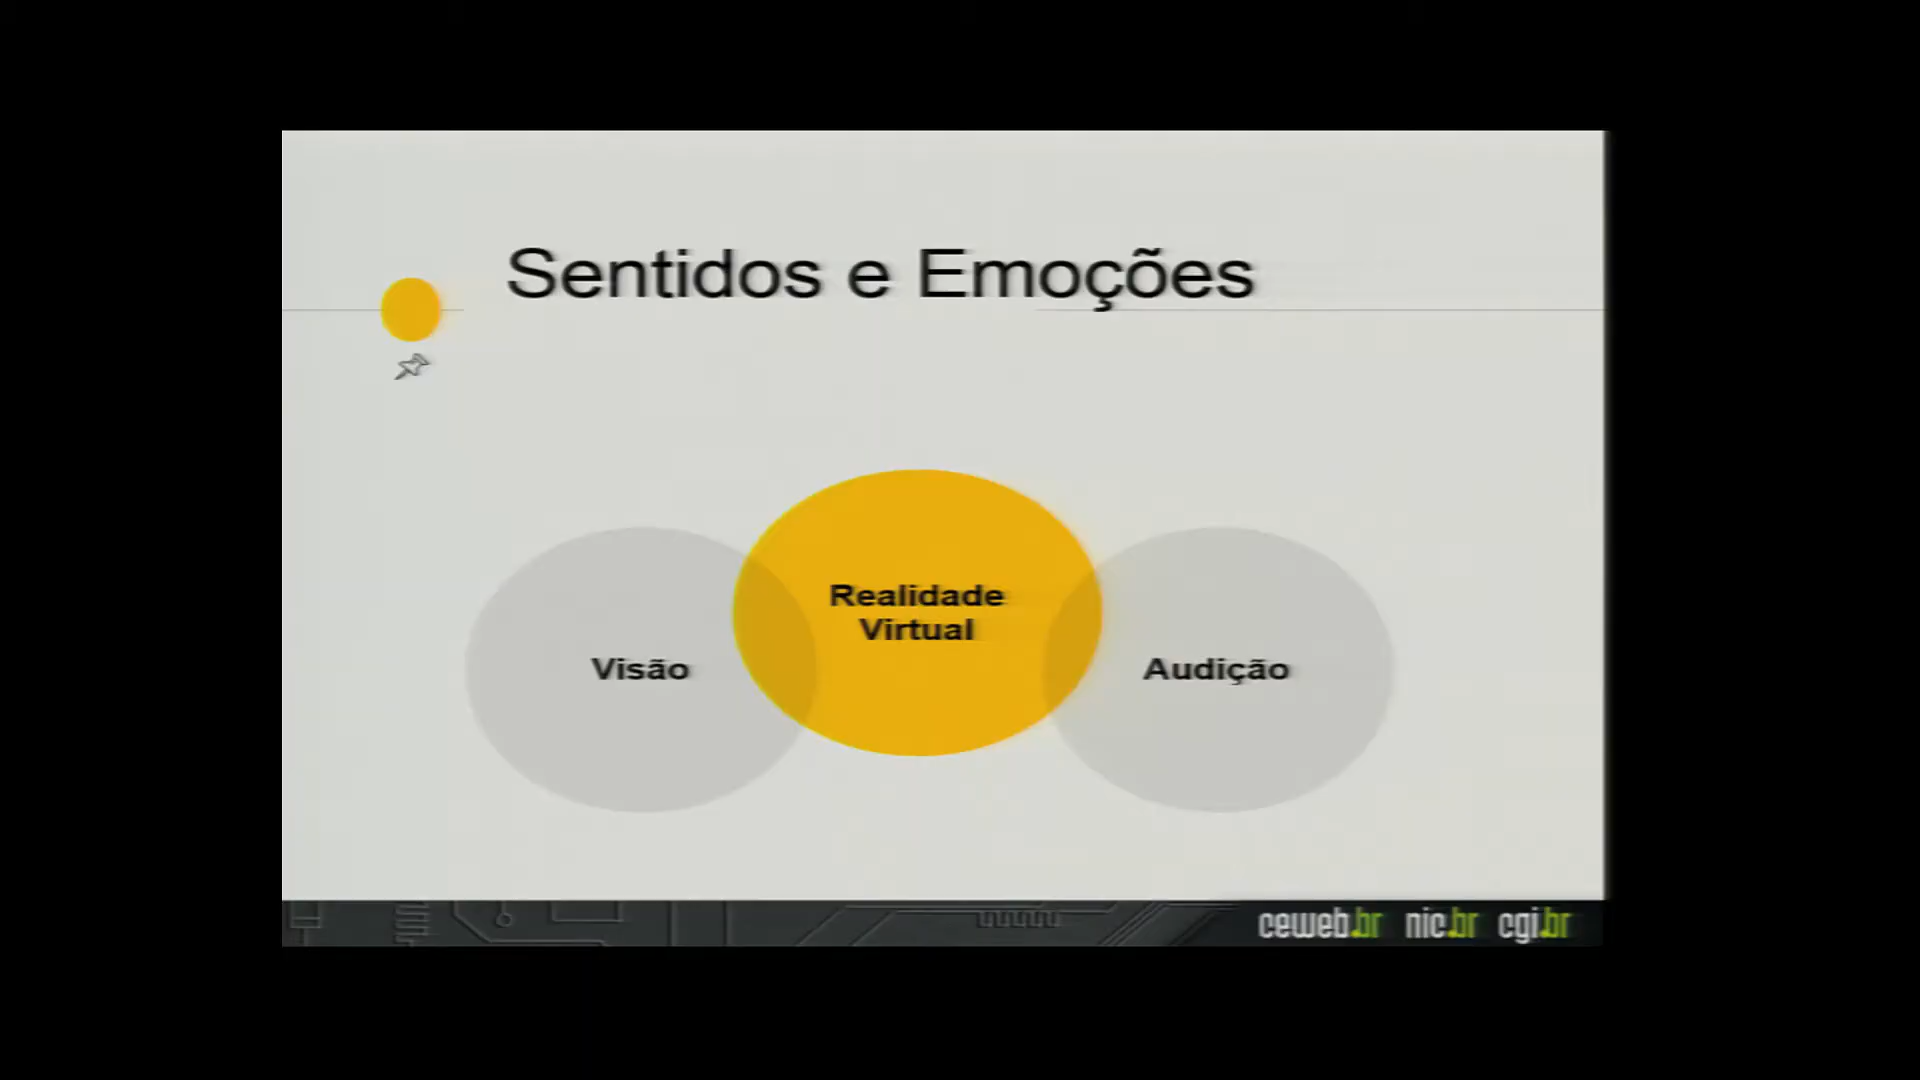 Sentidos e Emoções
Realidade
Virtual
Visão
Audição
ceweb.br nic.br cgi.br